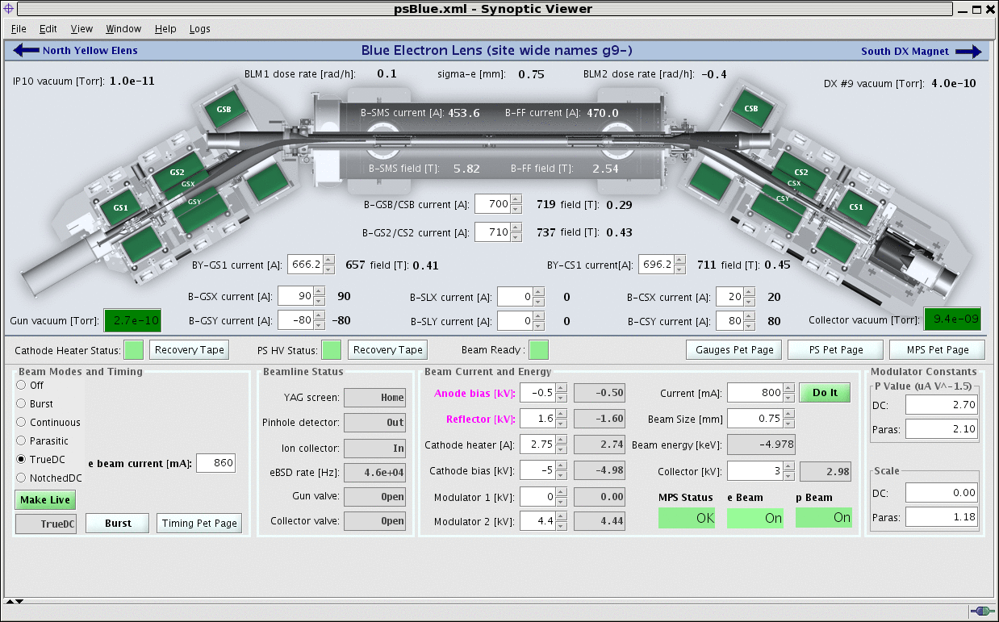 psBlue.xml - Synoptic Viewer
File Edit View Window Help Logs
North Yellow Elens Blue Electron Lens (site wide names g9-) South DX Magnet
BLM1 dose rate [rad/h]: 0.1 sigma-e [mm]: 0.75 BLM2 dose rate [rad/h]: -0.4
IP10 vacuum [Torr]: 1.0e-11 DX #9 vacuum [Torr]: 4.0e-10
GSB CSB
B-SMS current [A]: 453.6 B-FF current [A]: 470.0
B-SMS field [T]: 5.82 B-FF field [T]: 2.54
GS2 CS2
GSX CSX
GSY CSY
GS1 CS1
B-GSB/CSB current [A]: 700 719 field [T]: 0.29
B-GS2/CS2 current [A]: 710 737 field [T]: 0.43
BY-GS1 current [A]: 666.2 657 field [T]: 0.41 BY-CS1 current[A]: 696.2 711 field [T]: 0.45
B-GSX current [A]: 90 90 B-SLX current [A]: 0 0 B-CSX current [A]: 20 20
Gun vacuum [Torr]: 2.7e-10 B-GSY current [A]: -80 -80 B-SLY current [A]: 0 0 B-CSY current [A]: 80 80 Collector vacuum [Torr]: 9.4e-09
Cathode Heater Status: Recovery Tape PS HV Status: Recovery Tape Beam Ready : Gauges Pet Page PS Pet Page MPS Pet Page
Beam Modes and Timing
Off
Burst
Continuous
Parasitic
TrueDC
NotchedDC
e beam current [mA]: 860
Make Live
TrueDC Burst Timing Pet Page
Beamline Status
YAG screen: Home
Pinhole detector: Out
Ion collector: In
eBSD rate [Hz]: 4.6e+04
Gun valve: Open
Collector valve: Open
Beam Current and Energy
Anode bias [kV]: -0.5 -0.50 Current [mA]: 800 Do It
Reflector [kV]: 1.6 -1.60 Beam Size [mm] 0.75
Cathode heater [A]: 2.75 2.74 Beam energy [keV]: -4.978
Cathode bias [kV]: -5 -4.98 Collector [kV]: 3 2.98
Modulator 1 [kV]: 0 0.00 MPS Status e Beam p Beam
Modulator 2 [kV]: 4.4 4.44 OK On On
Modulator Constants
P Value (uA V^-1.5)
DC: 2.70
Paras: 2.10
Scale
DC: 0.00
Paras: 1.18